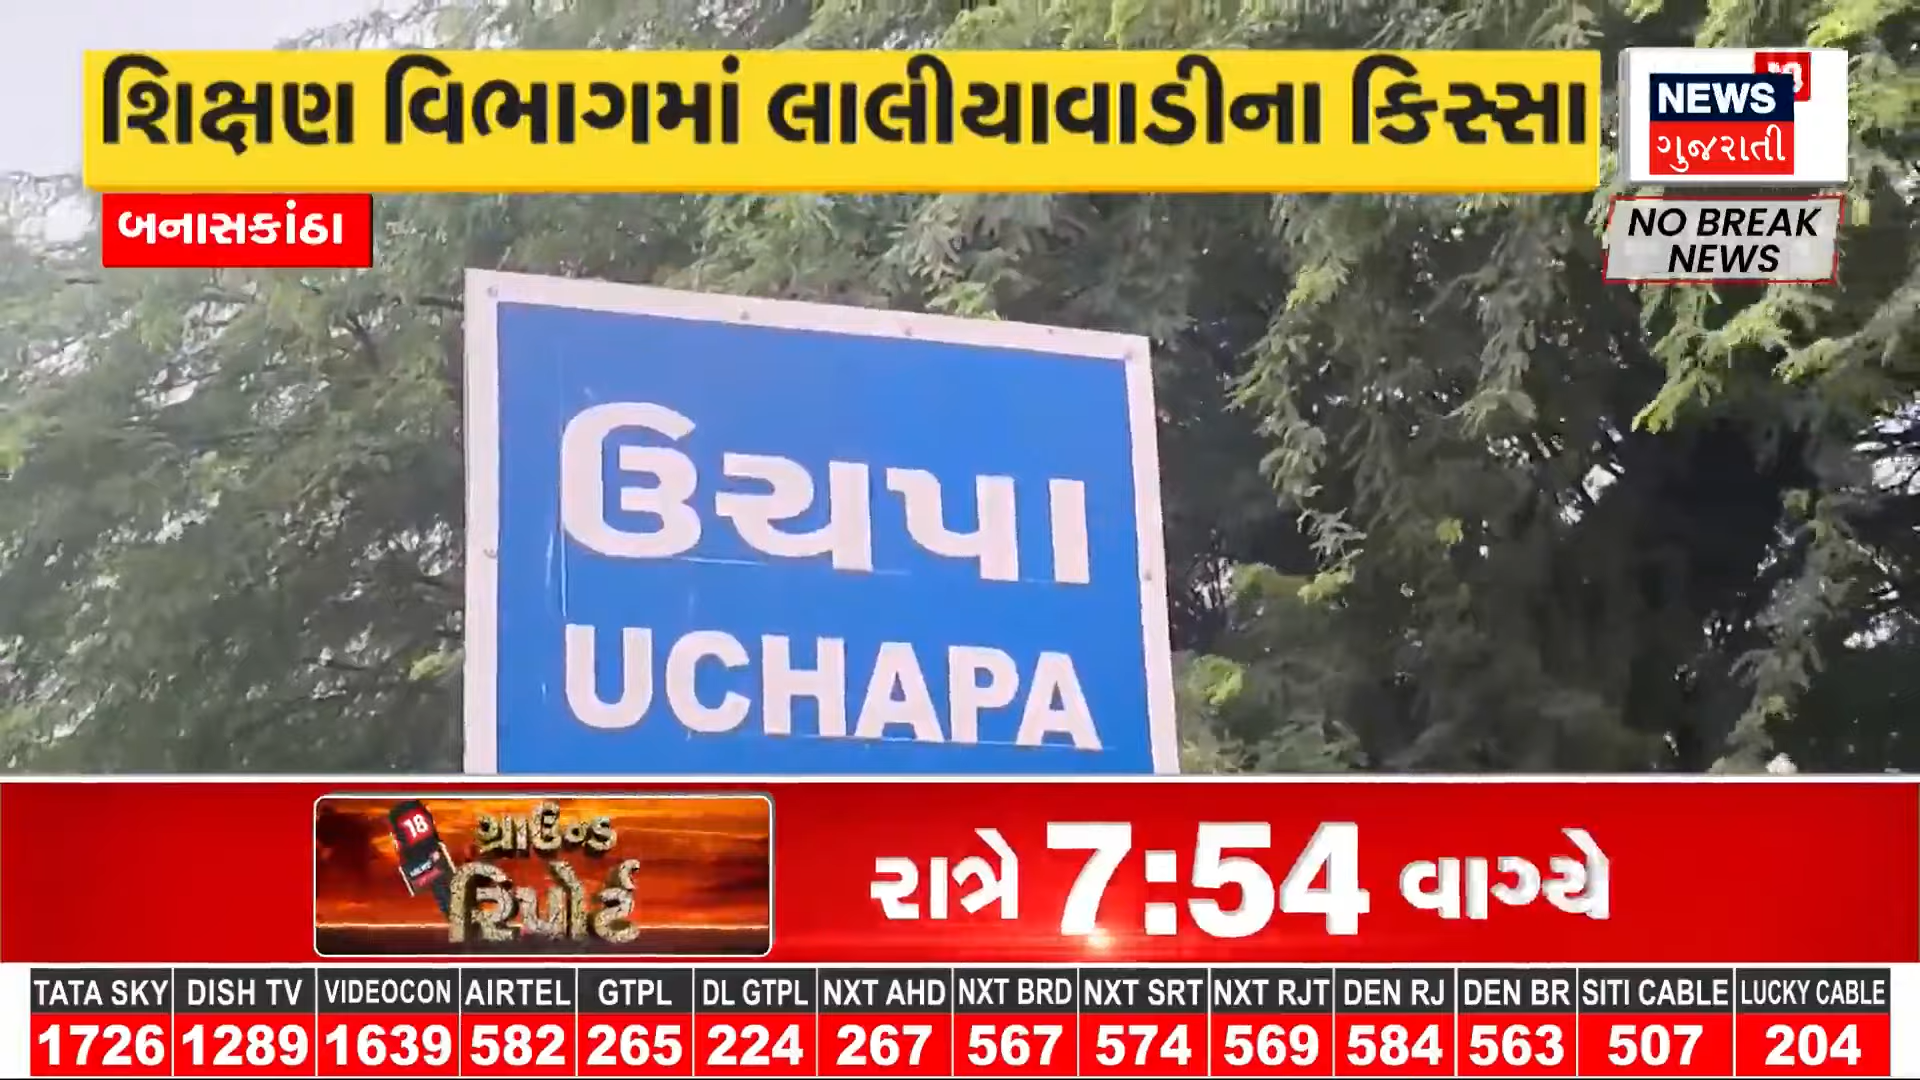 શિક્ષણ વિભાગમાં લાલીયાવાડીના કિસ્સા
NEWS 18
ગુજરાતી
બનાસકાંઠા
NO BREAK
NEWS
ઉચપા
UCHAPA
18
ગ્રાઉન્ડ
રિપોર્ટ
રાત્રે 7:54 વાગ્યે
TATA SKY DISH TV VIDEOCON AIRTEL GTPL DL GTPL NXT AHD NXT BRD NXT SRT NXT RJT DEN RJ DEN BR SITI CABLE LUCKY CABLE
1726 1289 1639 582 265 224 267 567 574 569 584 563 507 204